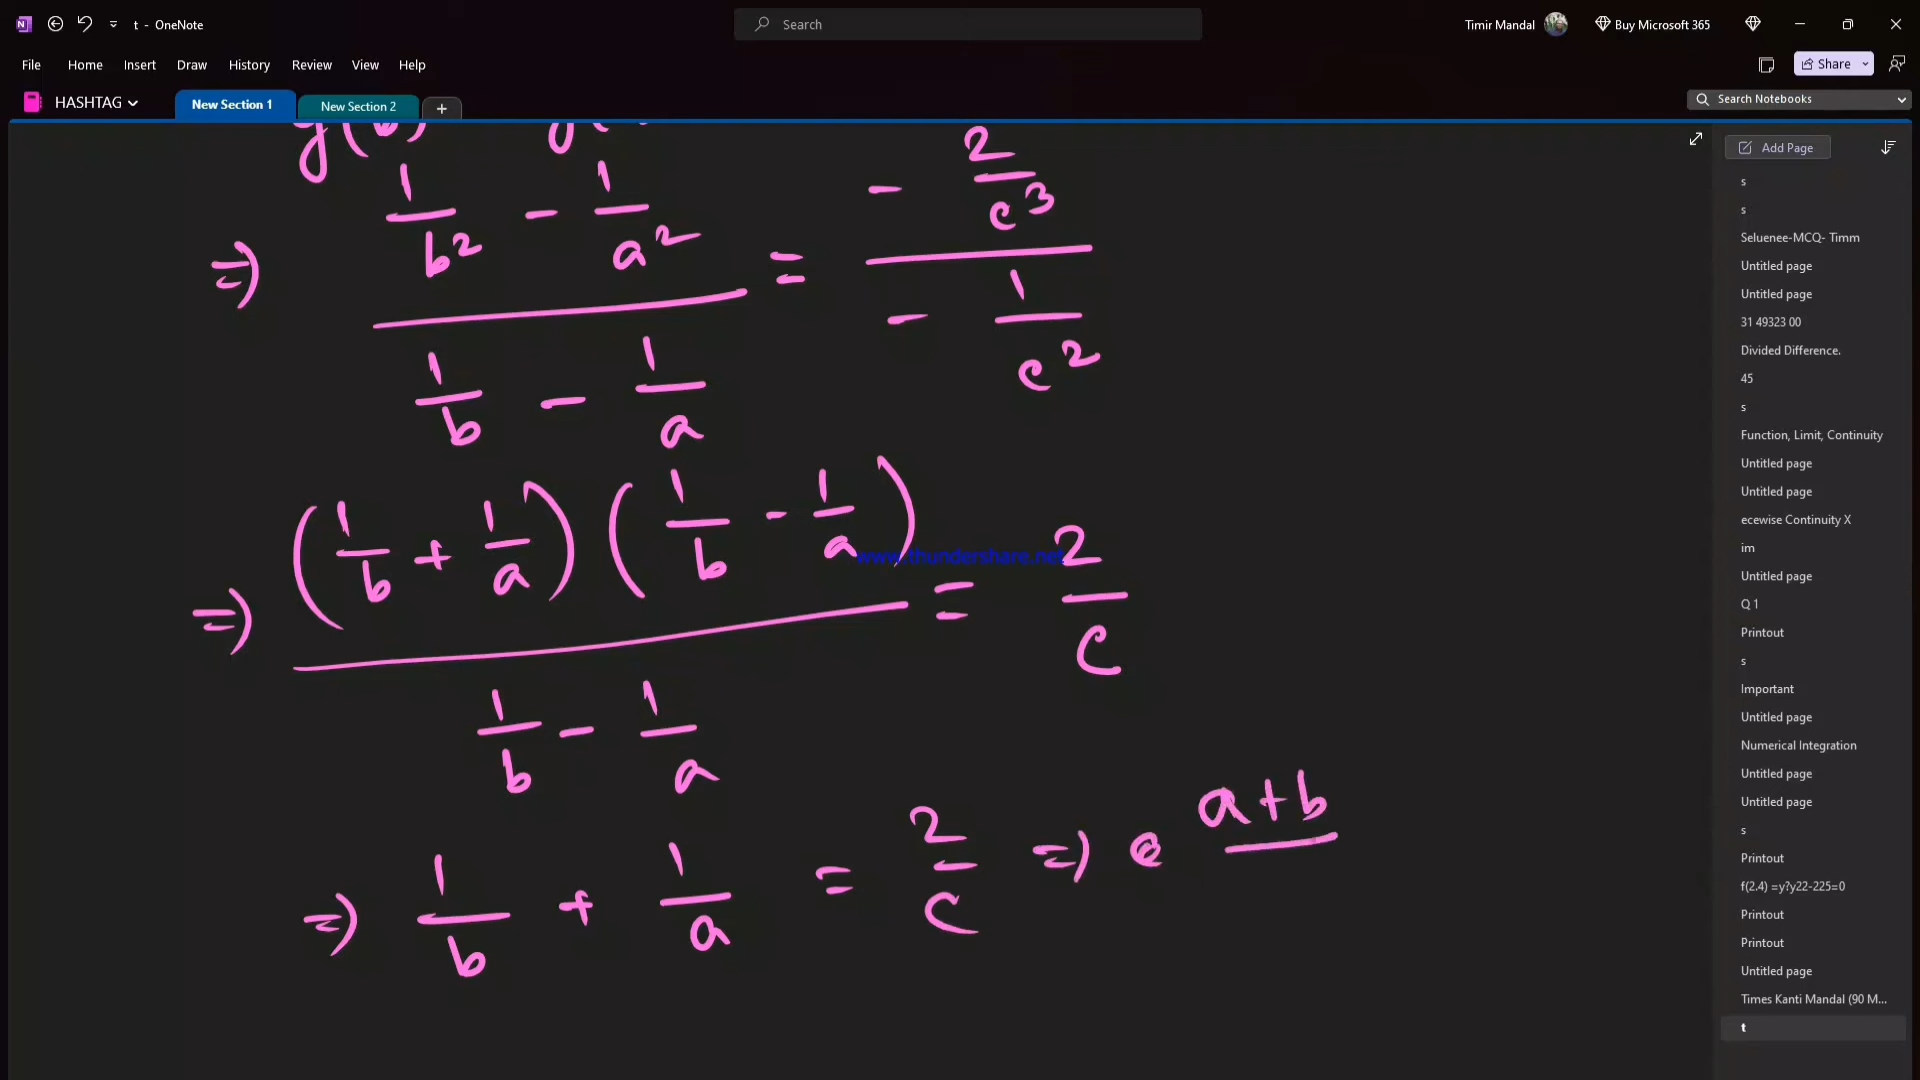 t - OneNote
Search
Timir Mandal
Buy Microsoft 365
File Home Insert Draw History Review View Help
Share
HASHTAG
New Section 1
New Section 2
+
Search Notebooks
Add Page
s
s
Seluenee-MCQ- Timm
Untitled page
Untitled page
31 49323 00
Divided Difference.
45
s
Function, Limit, Continuity
Untitled page
Untitled page
ecewise Continuity X
im
Untitled page
Q 1
Printout
s
Important
Untitled page
Numerical Integration
Untitled page
Untitled page
s
Printout
f(2.4) =y?y22-225=0
Printout
Printout
Untitled page
Times Kanti Mandal (90 M...
t
=> (1/b² - 1/a²) / (1/b - 1/a) = (- 2/c³) / (- 1/c²)
=> (1/b + 1/a) (1/b - 1/a) / (1/b - 1/a) = 2/c
www.thundershare.net
=> 1/b + 1/a = 2/c => a+b